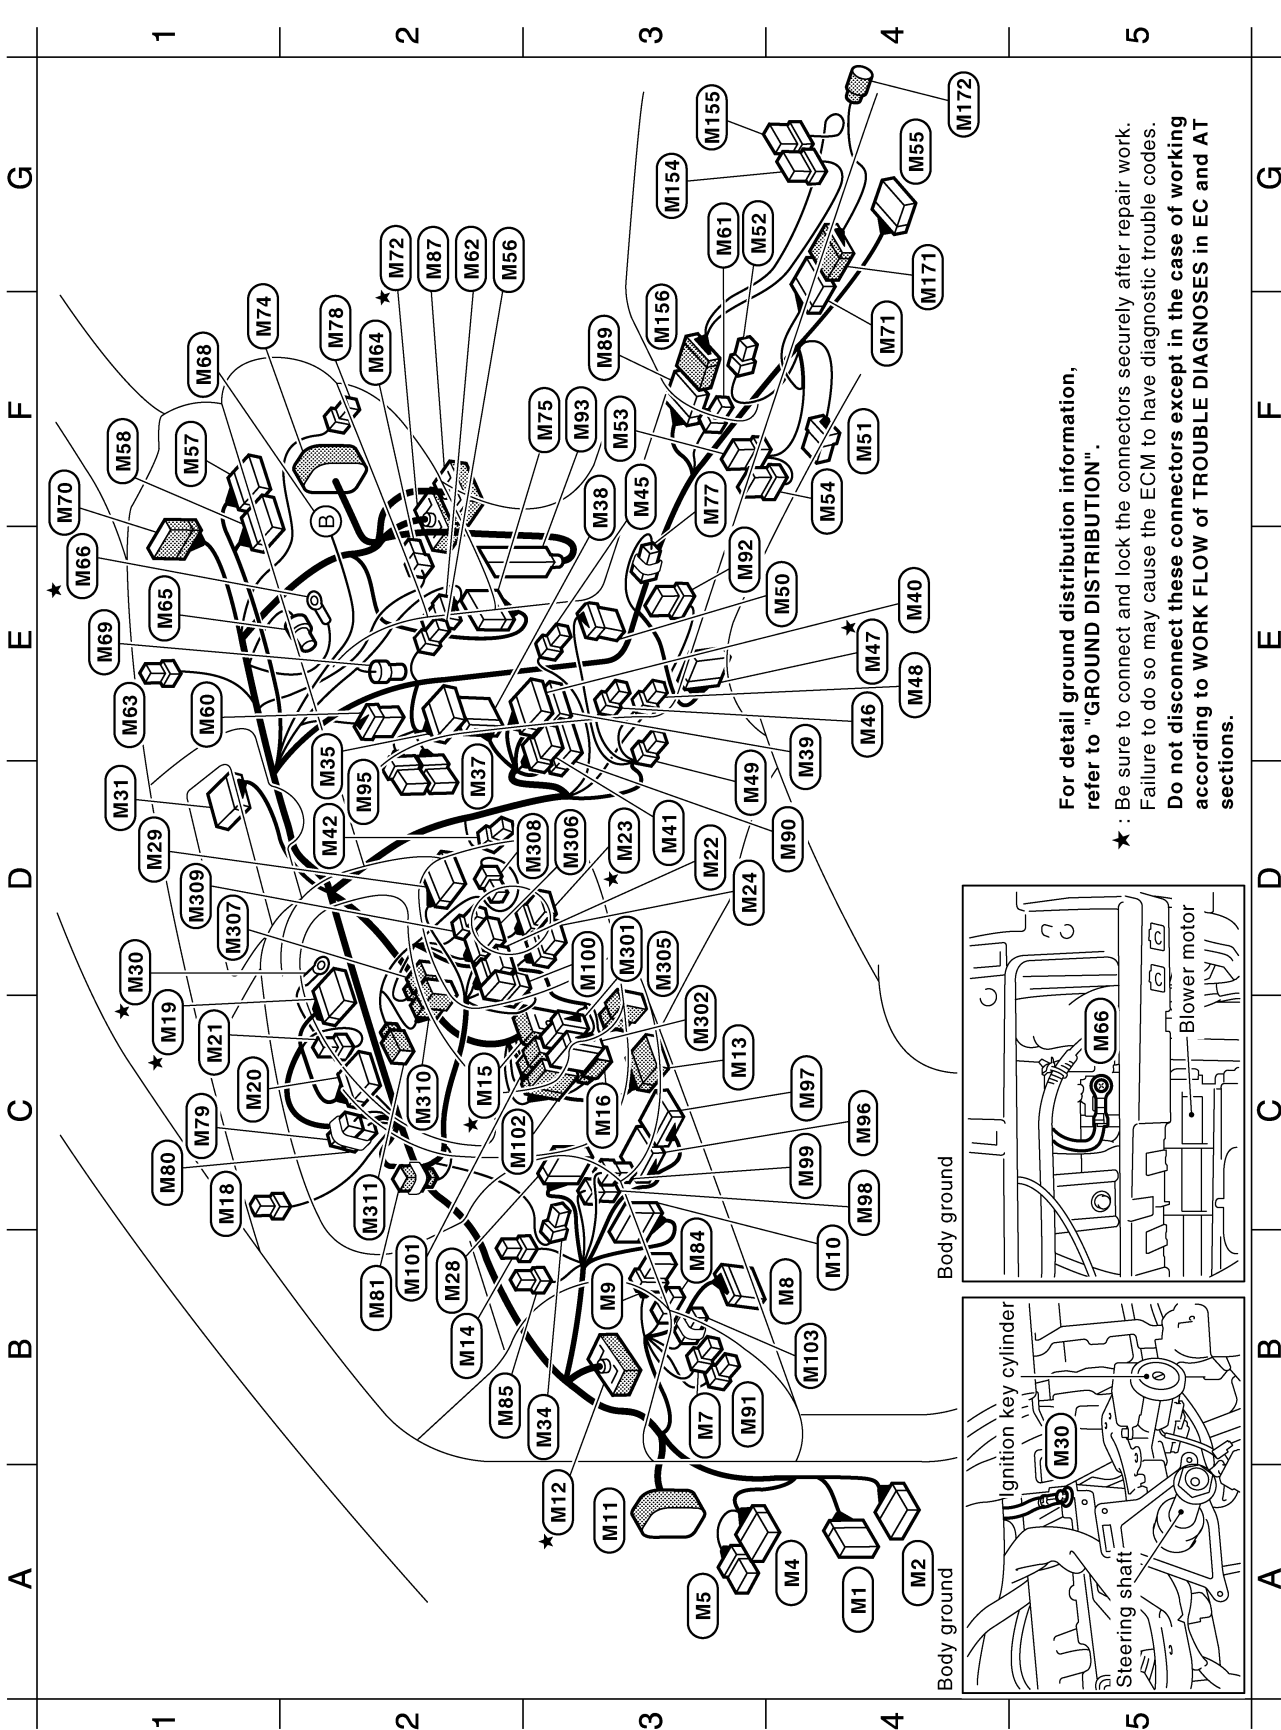 1
2
3
4
5
G
F
E
D
C
B
A
M172
M155
M154
M55
M61
M52
M171
M71
M72
★
M87
M62
M56
M74
M78
M64
M68
M156
M89
M58
M57
M70
M66
★
M65
M69
M63
M60
M75
M93
M53
M38
M45
M51
M54
M77
M92
M50
M40
M47
★
M48
M46
M39
M49
M35
M95
M37
M31
M29
M42
M308
M306
M23
★
M41
M90
M22
M24
M309
M307
M30
★
M19
★
M21
M20
M79
M80
M18
B
M100
M301
M305
M302
M13
M310
M15
★
M102
M16
M97
M96
M99
M98
M10
M311
M81
M101
M28
M14
M85
M34
M9
M84
M8
M103
M7
M91
M12
★
M11
M5
M4
M1
M2
For detail ground distribution information,
refer to "GROUND DISTRIBUTION".
★ : Be sure to connect and lock the connectors securely after repair work.
Failure to do so may cause the ECM to have diagnostic trouble codes.
Do not disconnect these connectors except in the case of working
according to WORK FLOW of TROUBLE DIAGNOSES in EC and AT
sections.
Body ground
M66
Blower motor
Body ground
Ignition key cylinder
M30
Steering shaft
1
2
3
4
5
G
F
E
D
C
B
A